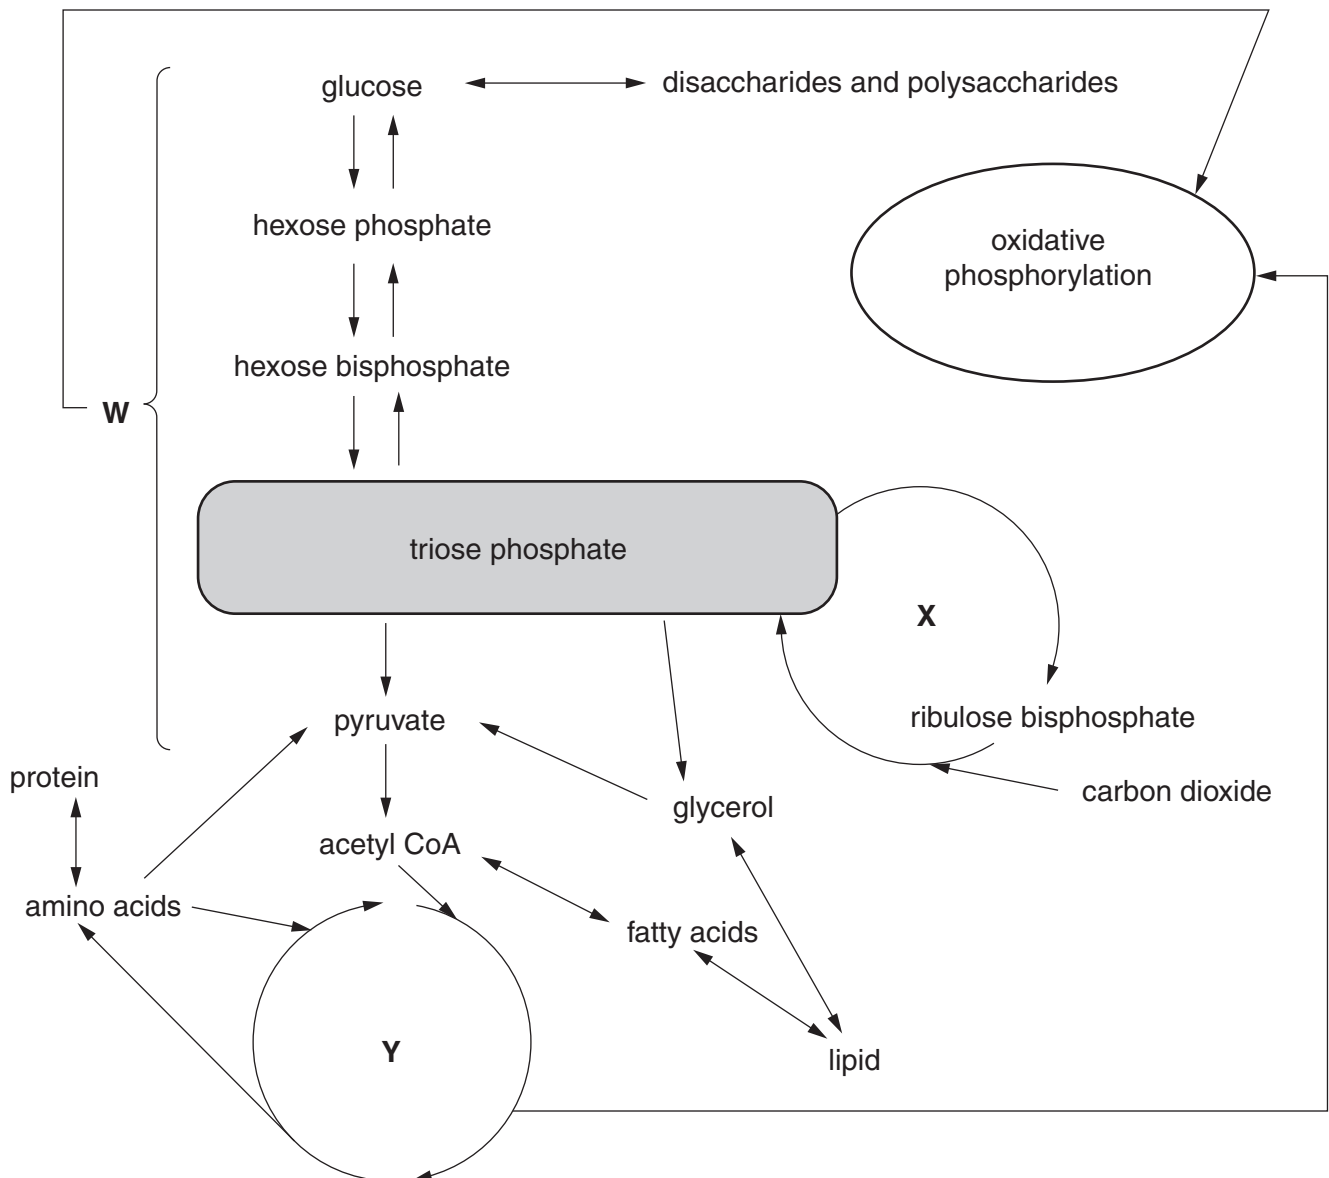 glucose
disaccharides and polysaccharides
hexose phosphate
oxidative
phosphorylation
hexose bisphosphate
W
triose phosphate
X
pyruvate
ribulose bisphosphate
protein
carbon dioxide
glycerol
acetyl CoA
amino acids
fatty acids
Y
lipid